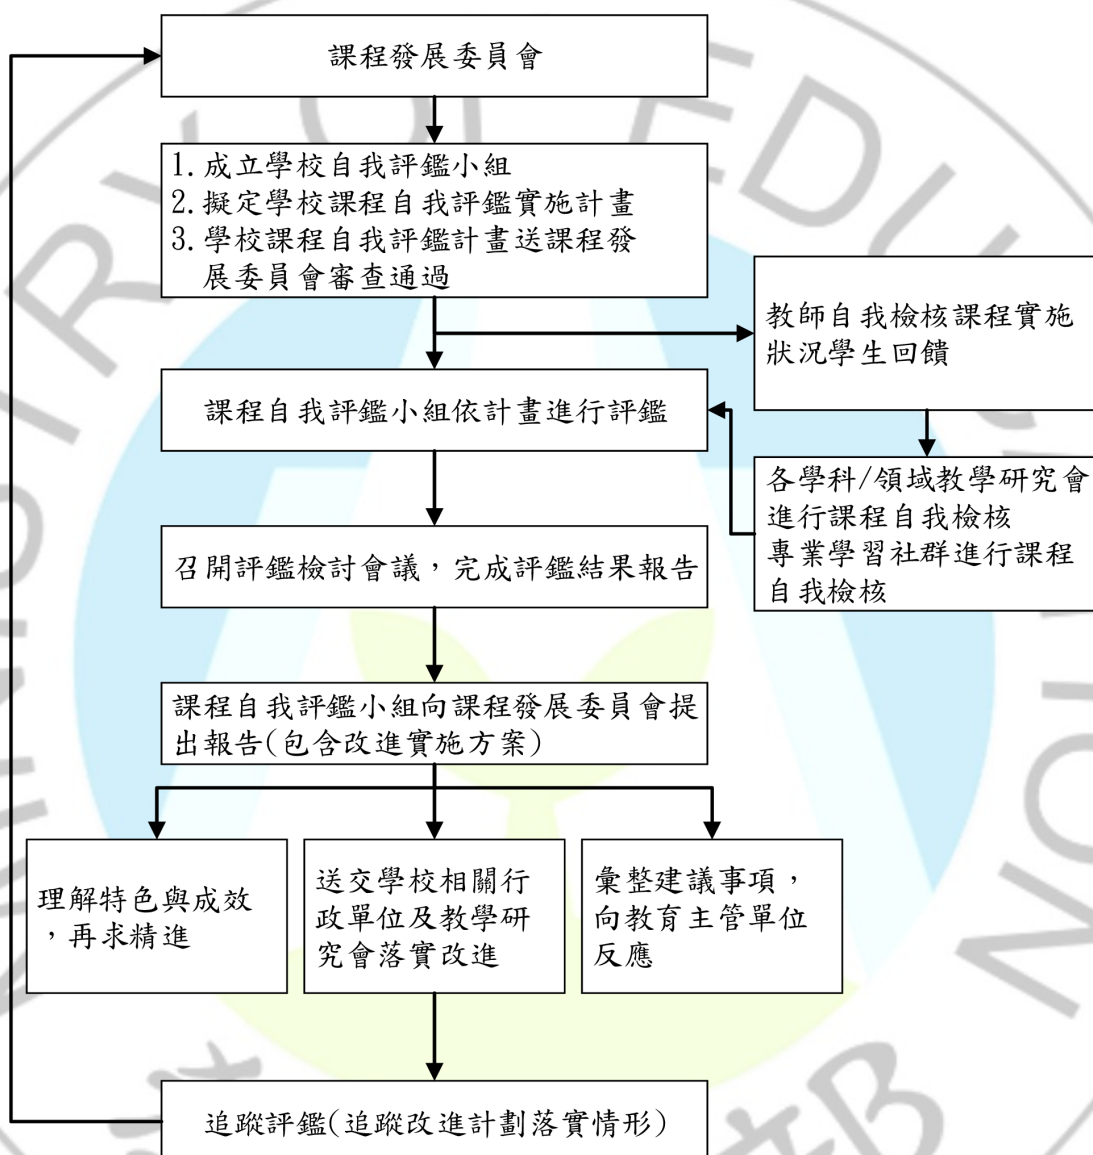 課程發展委員會
1.成立學校自我評鑑小組
2.擬定學校課程自我評鑑實施計畫
3.學校課程自我評鑑計畫送課程發
展委員會審查通過
教師自我檢核課程實施
狀況學生回饋
課程自我評鑑小組依計畫進行評鑑
各學科/領域教學研究會
進行課程自我檢核
專業學習社群進行課程
自我檢核
召開評鑑檢討會議，完成評鑑結果報告
課程自我評鑑小組向課程發展委員會提
出報告(包含改進實施方案)
理解特色與成效
，再求精進
送交學校相關行
政單位及教學研
究會落實改進
彙整建議事項，
向教育主管單位
反應
追蹤評鑑(追蹤改進計劃落實情形)